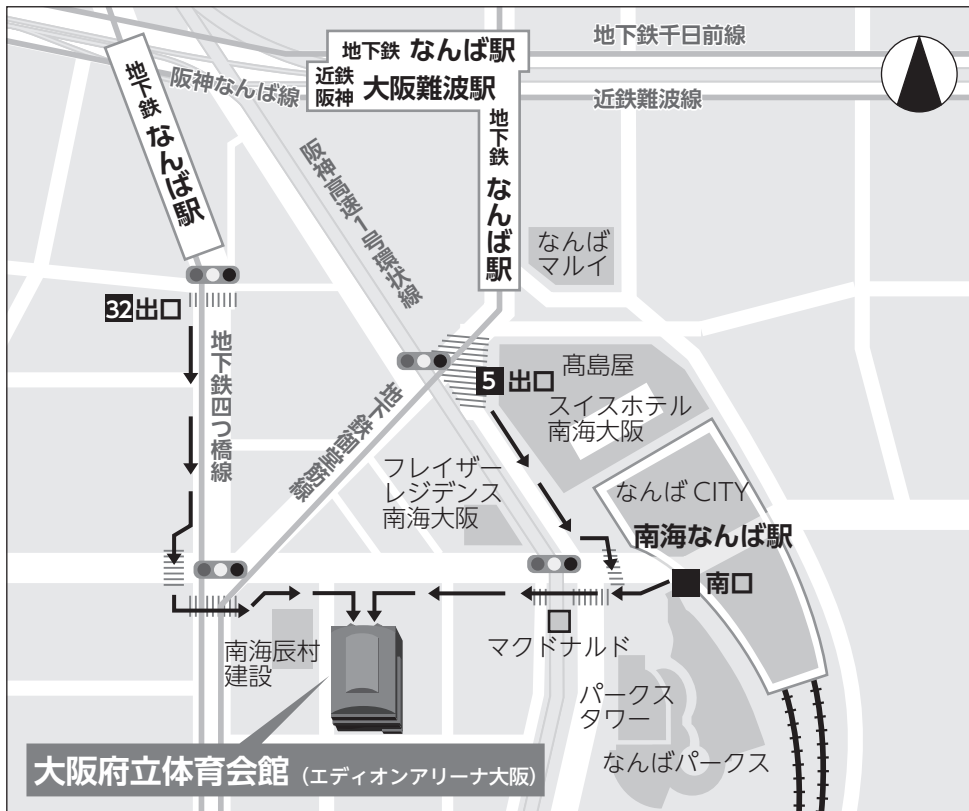 地下鉄 なんば駅
近鉄
阪神
大阪難波駅
地下鉄千日前線
近鉄難波線
阪神なんば線
地下鉄 なんば駅
地下鉄 なんば駅
阪神高速1号環状線
なんば
マルイ
32 出口
地下鉄四つ橋線
地下鉄御堂筋線
5 出口
髙島屋
スイスホテル
南海大阪
フレイザー
レジデンス
南海大阪
なんばCITY
南海なんば駅
南口
マクドナルド
南海辰村
建設
パークス
タワー
なんばパークス
大阪府立体育会館（エディオンアリーナ大阪）